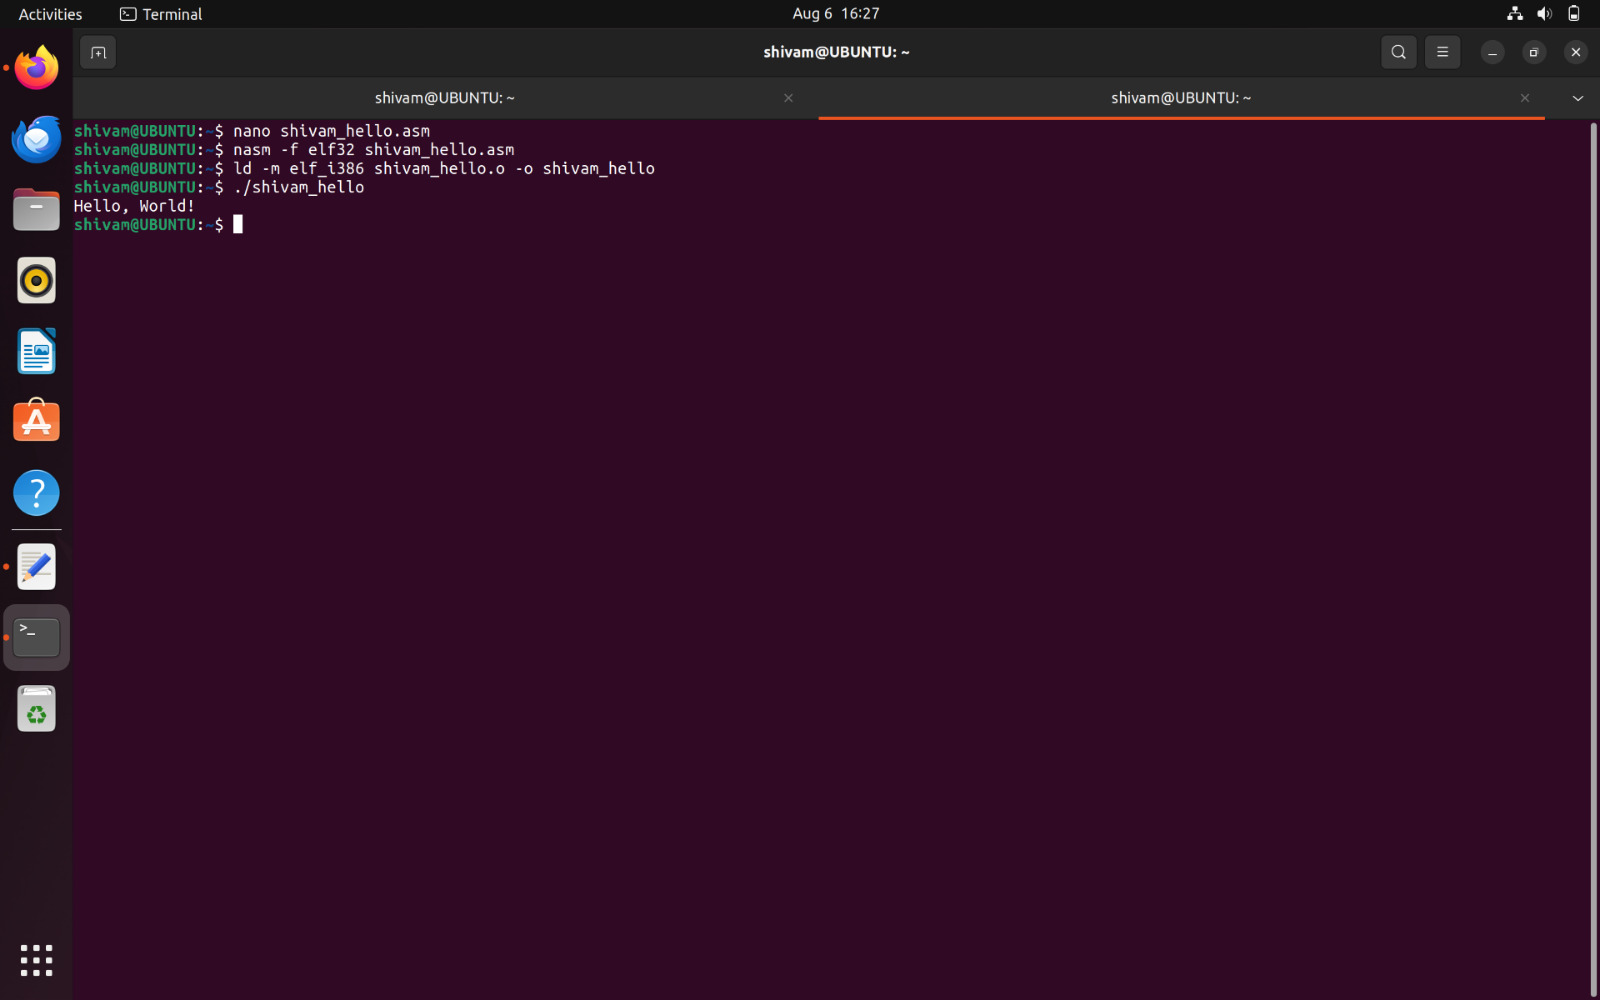 Activities
Terminal
Aug 6 16:27
shivam@UBUNTU: ~
shivam@UBUNTU: ~
shivam@UBUNTU: ~
shivam@UBUNTU:~$ nano shivam_hello.asm
shivam@UBUNTU:~$ nasm -f elf32 shivam_hello.asm
shivam@UBUNTU:~$ ld -m elf_i386 shivam_hello.o -o shivam_hello
shivam@UBUNTU:~$ ./shivam_hello
Hello, World!
shivam@UBUNTU:~$